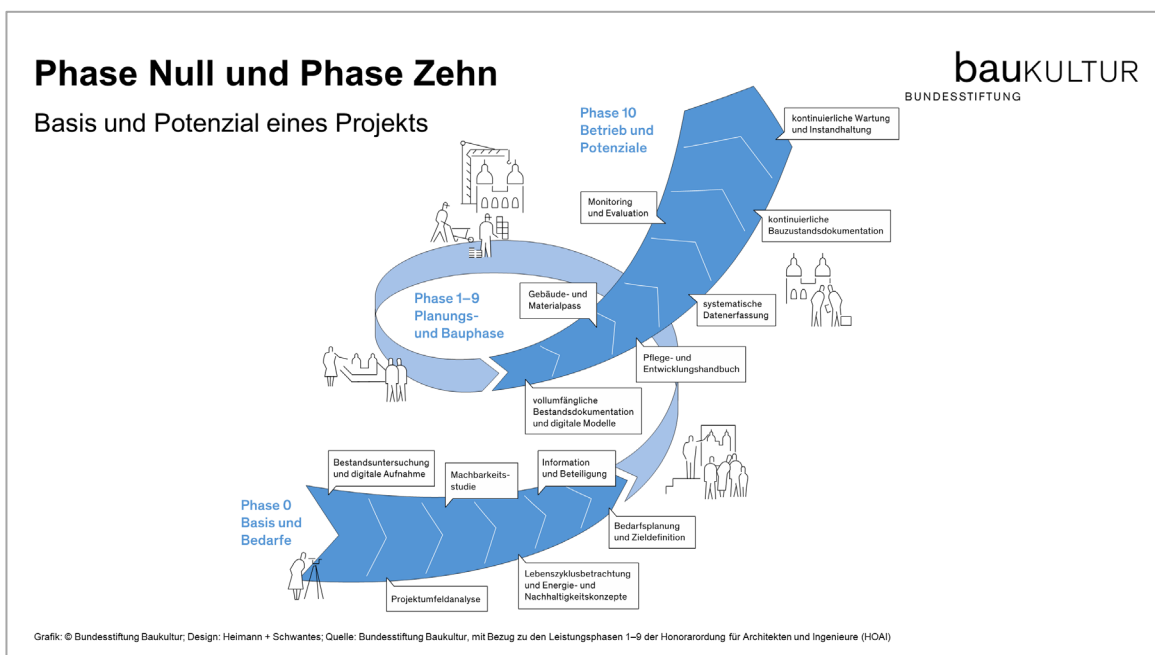 Phase Null und Phase Zehn
Basis und Potenzial eines Projekts
bauKULTUR
BUNDESSTIFTUNG
Phase 10
Betrieb und
Potenziale
kontinuierliche Wartung
und Instandhaltung
Monitoring
und Evaluation
kontinuierliche
Bauzustandsdokumentation
Phase 1–9
Planungs-
und Bauphase
Gebäude- und
Materialpass
systematische
Datenerfassung
Pflege- und
Entwicklungshandbuch
vollumfängliche
Bestandsdokumentation
und digitale Modelle
Bestandsuntersuchung
und digitale Aufnahme
Machbarkeits-
studie
Information
und Beteiligung
Phase 0
Basis und
Bedarfe
Bedarfsplanung
und Zieldefinition
Lebenszyklusbetrachtung
und Energie- und
Nachhaltigkeitskonzepte
Projektumfeldanalyse
Grafik: © Bundesstiftung Baukultur; Design: Heimann + Schwantes; Quelle: Bundesstiftung Baukultur, mit Bezug zu den Leistungsphasen 1–9 der Honorarordnung für Architekten und Ingenieure (HOAI)